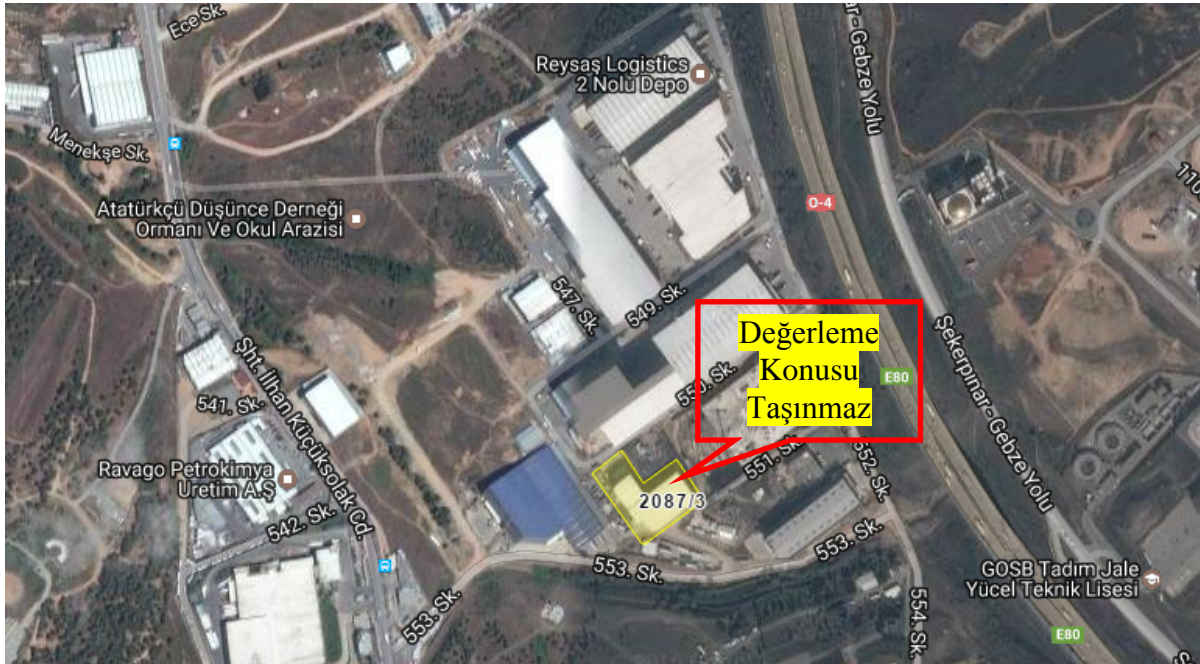 Ece Sk.
Reysaş Logistics
2 Nolu Depo
ar - Gebze Yolu
Menekşe Sk.
110
Atatürkçü Düşünce Derneği
Ormanı Ve Okul Arazisi
O-4
547. Sk.
549. Sk.
Değerleme
Konusu
Taşınmaz
E80
Şekerpınar-Gebze Yolu
Şht. İlhan Küçüksolak Cd.
550. Sk.
541. Sk.
551. Sk.
552. Sk.
Ravago Petrokimya
Üretim A.Ş
2087/3
542. Sk.
553. Sk.
553. Sk.
553. Sk.
GOSB Tadım Jale
Yücel Teknik Lisesi
554. Sk.
E80